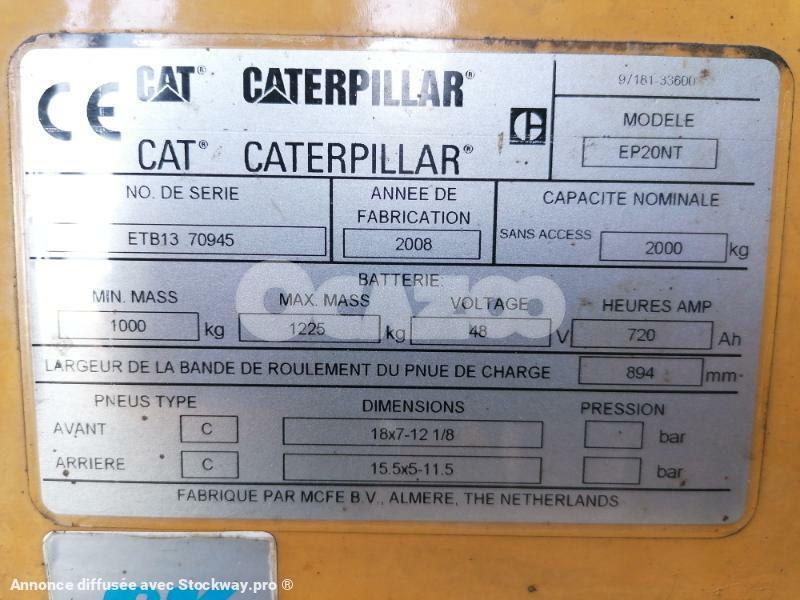 CE CAT® CATERPILLAR®
CAT® CATERPILLAR®
97181-33600
MODELE
EP20NT
NO. DE SERIE
ETB13 70945
ANNEE DE
FABRICATION
2008
CAPACITE NOMINALE
SANS ACCESS 2000 kg
BATTERIE:
MIN. MASS MAX. MASS VOLTAGE HEURES AMP
1000 kg 1225 kg 48 V 720 Ah
LARGEUR DE LA BANDE DE ROULEMENT DU PNUE DE CHARGE 894 mm
PNEUS TYPE DIMENSIONS PRESSION
AVANT C 18x7-12 1/8 bar
ARRIERE C 15.5x5-11.5 bar
FABRIQUE PAR MCFE B.V., ALMERE, THE NETHERLANDS
OCAZOO
Annonce diffusée avec Stockway.pro ®